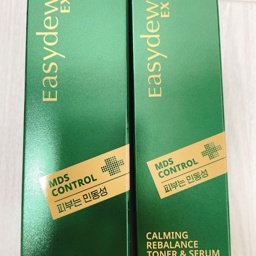 Easydew
EX
MDS
CONTROL
피부는 민동성
Easydew
EX
MDS
CONTROL
피부는 민동성
CALMING
REBALANCE
TONER & SERUM